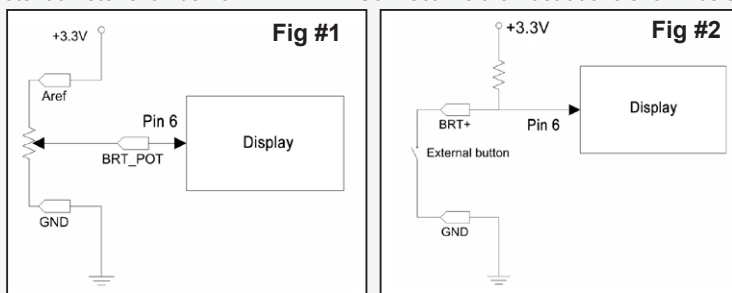 Fig #1
+3.3V
Aref
Pin 6
BRT_POT
Display
GND
Fig #2
+3.3V
BRT+
Pin 6
Display
External button
GND